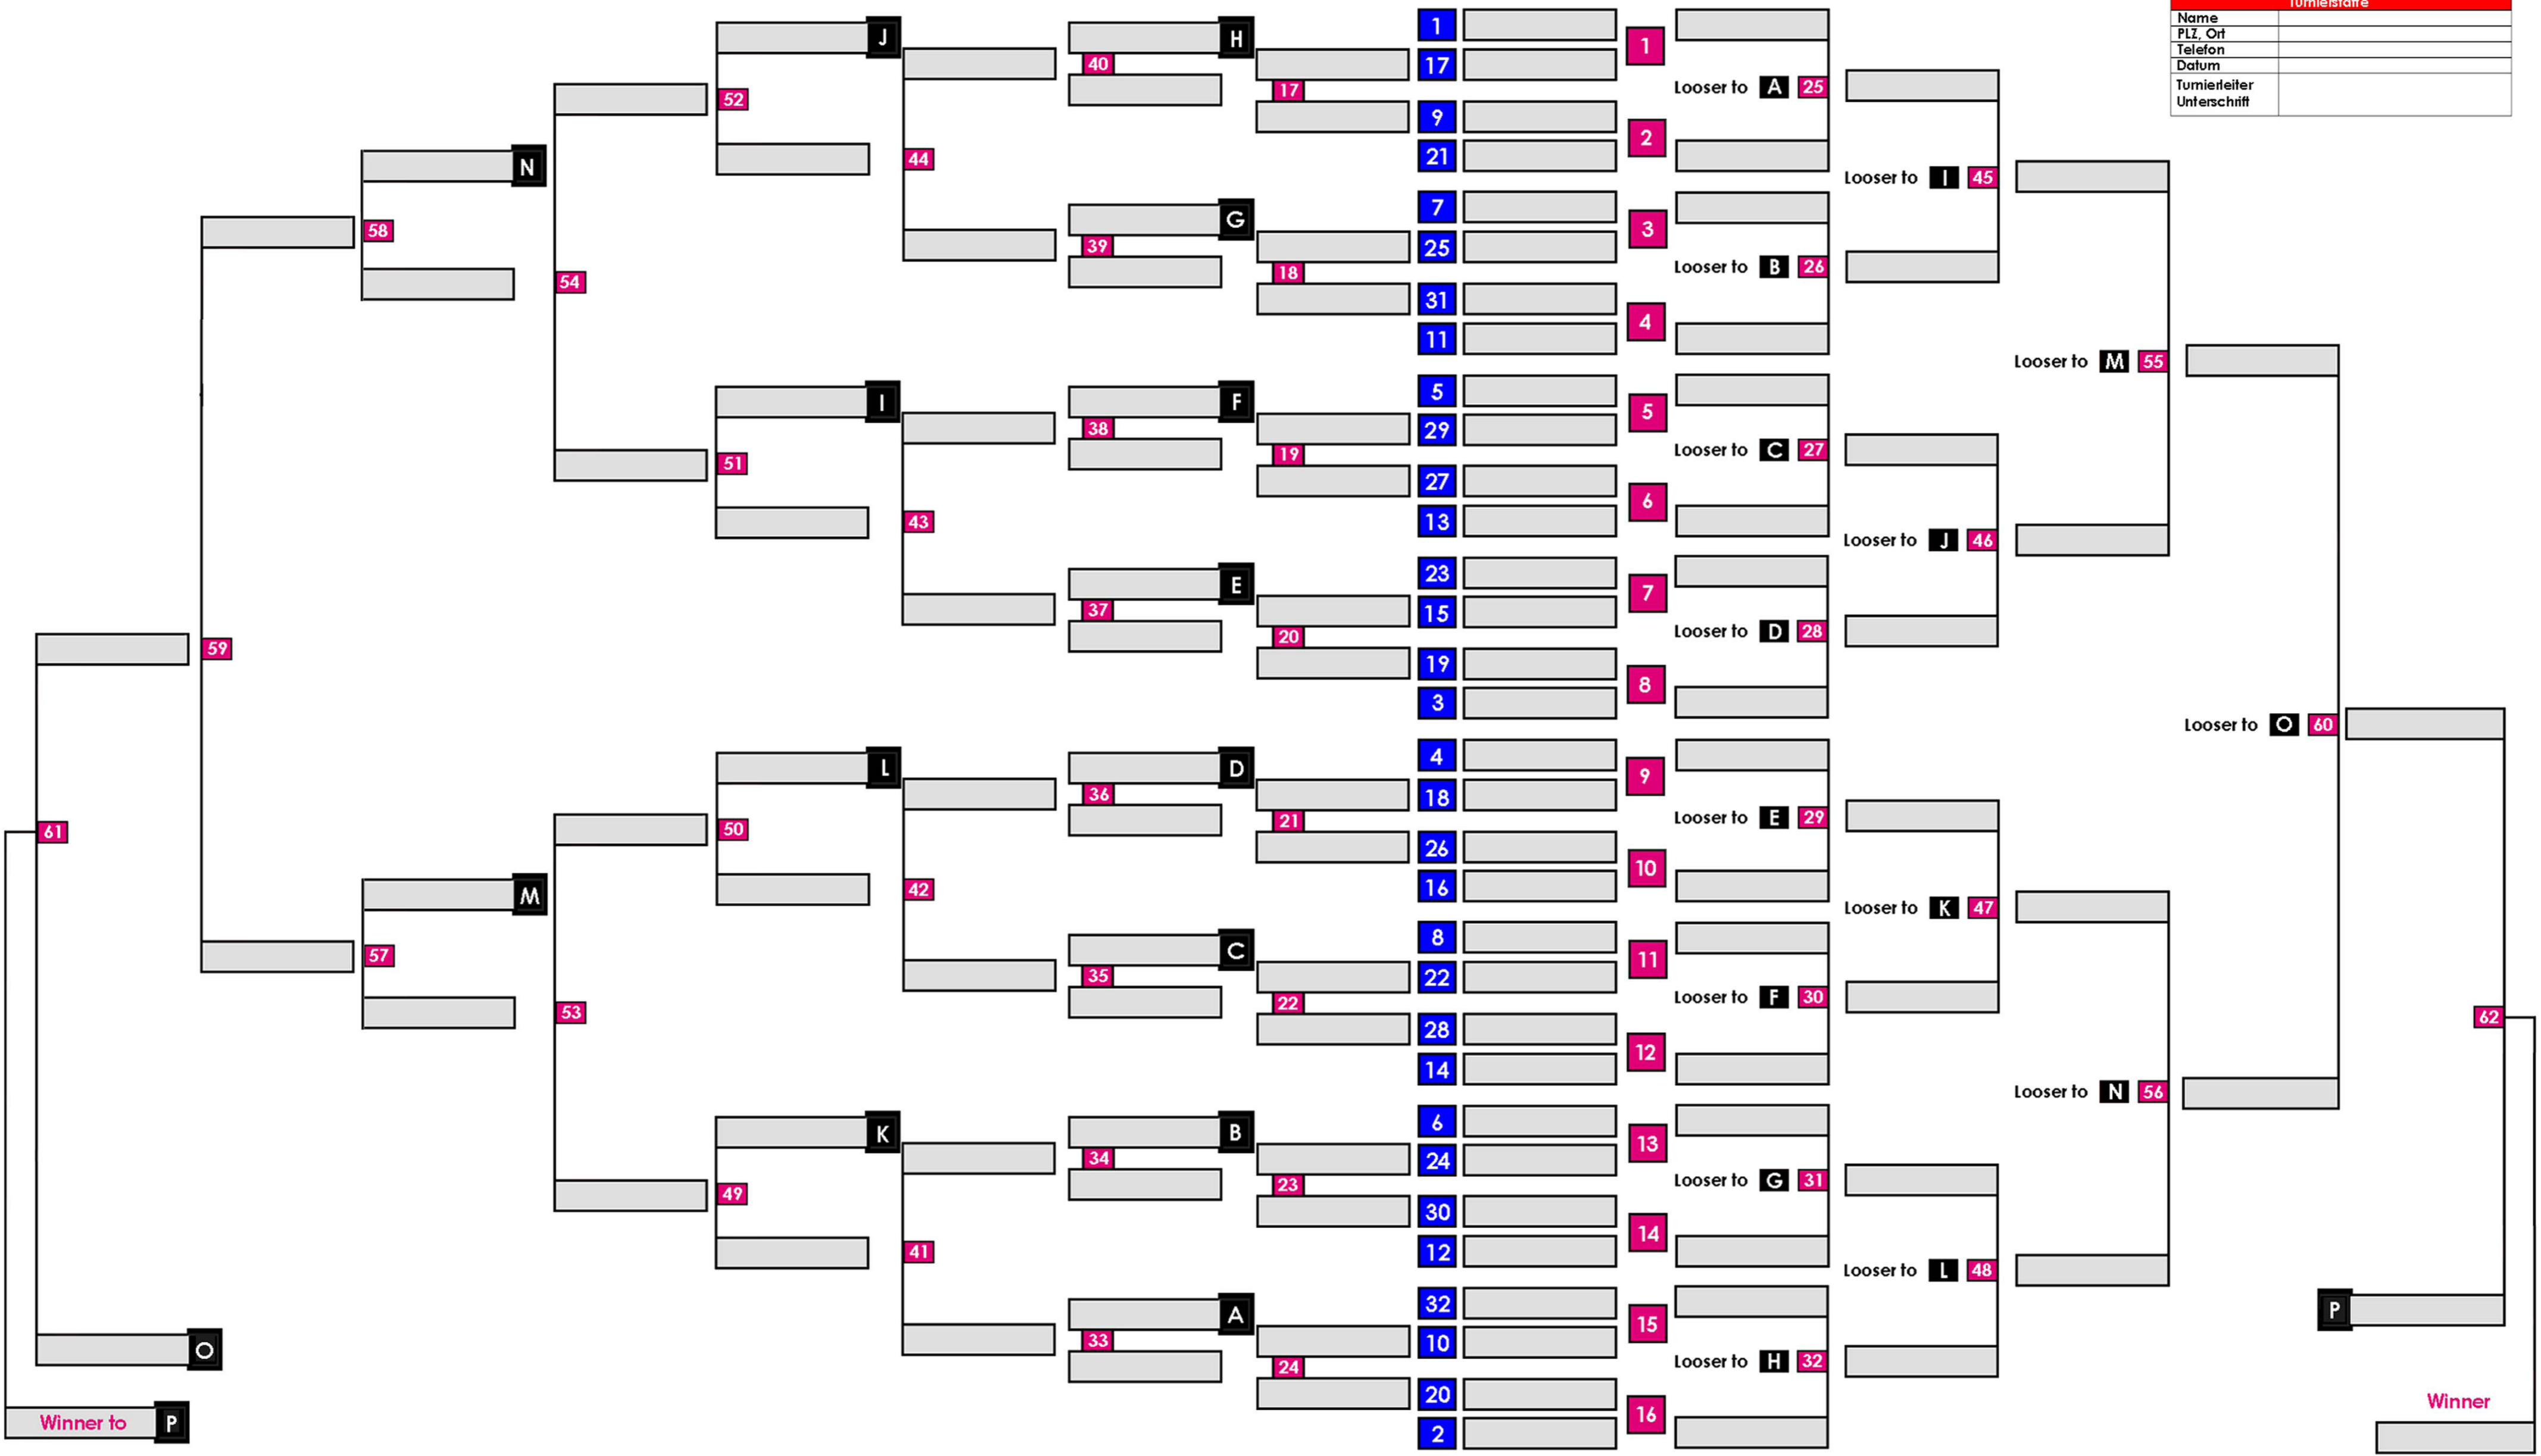 Name
PLZ, Ort
Telefon
Datum
Turnierleiter
Unterschrift
J H 1 1
40 17
52 17 Looser to A 25
9 2
44 21
N Looser to I 45
7
58 G 3
39 25
18 Looser to B 26
54 31 4
11
Looser to M 55
I F 5 5
38 29
51 19 Looser to C 27
27 6
43 13
Looser to J 46
E 23 7
37 15
59 20 Looser to D 28
19 8
3
Looser to O 60
L D 4 9
36 18
61 50 21 Looser to E 29
26 10
M 42 16
Looser to K 47
57 C 8 11
35 22
53 22 Looser to F 30 62
28 12
14
Looser to N 56
K B 6 13
34 24
49 23 Looser to G 31
30 14
41 12
Looser to L 48
A 32 15 P
33 10
O 24 Looser to H 32
20 16 Winner
Winner to P 2